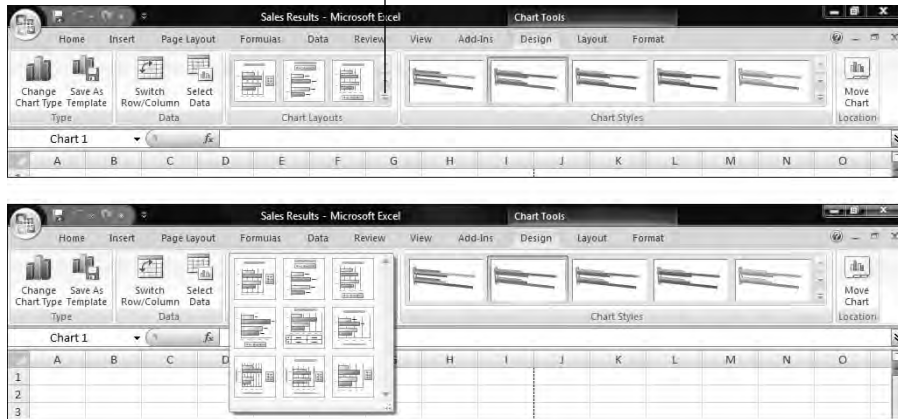 Sales Results - Microsoft Excel Chart Tools
Home Insert Page Layout Formulas Data Review View Add-Ins Design Layout Format
Change Chart Type Save As Template Switch Row/Column Select Data Move Chart
Type Data Chart Layouts Chart Styles Location
Chart 1 fx
A B C D E F G H I J K L M N O
Sales Results - Microsoft Excel Chart Tools
Home Insert Page Layout Formulas Data Review View Add-Ins Design Layout Format
Change Chart Type Save As Template Switch Row/Column Select Data Move Chart
Type Data Chart Styles Location
Chart 1 fx
A B C D H I J K L M N O
1
2
3